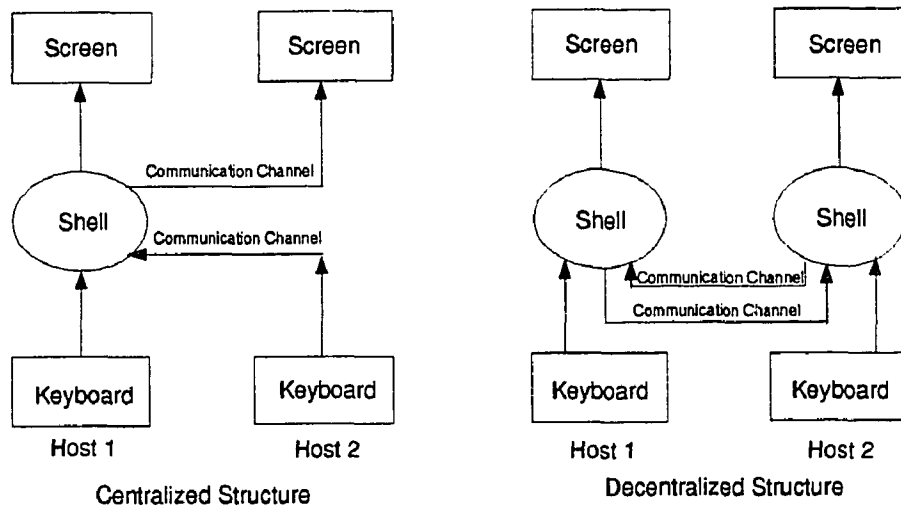 Screen
Screen
Communication Channel
Shell
Communication Channel
Keyboard
Keyboard
Host 1
Host 2
Centralized Structure
Screen
Screen
Shell
Shell
Communication Channel
Communication Channel
Keyboard
Keyboard
Host 1
Host 2
Decentralized Structure